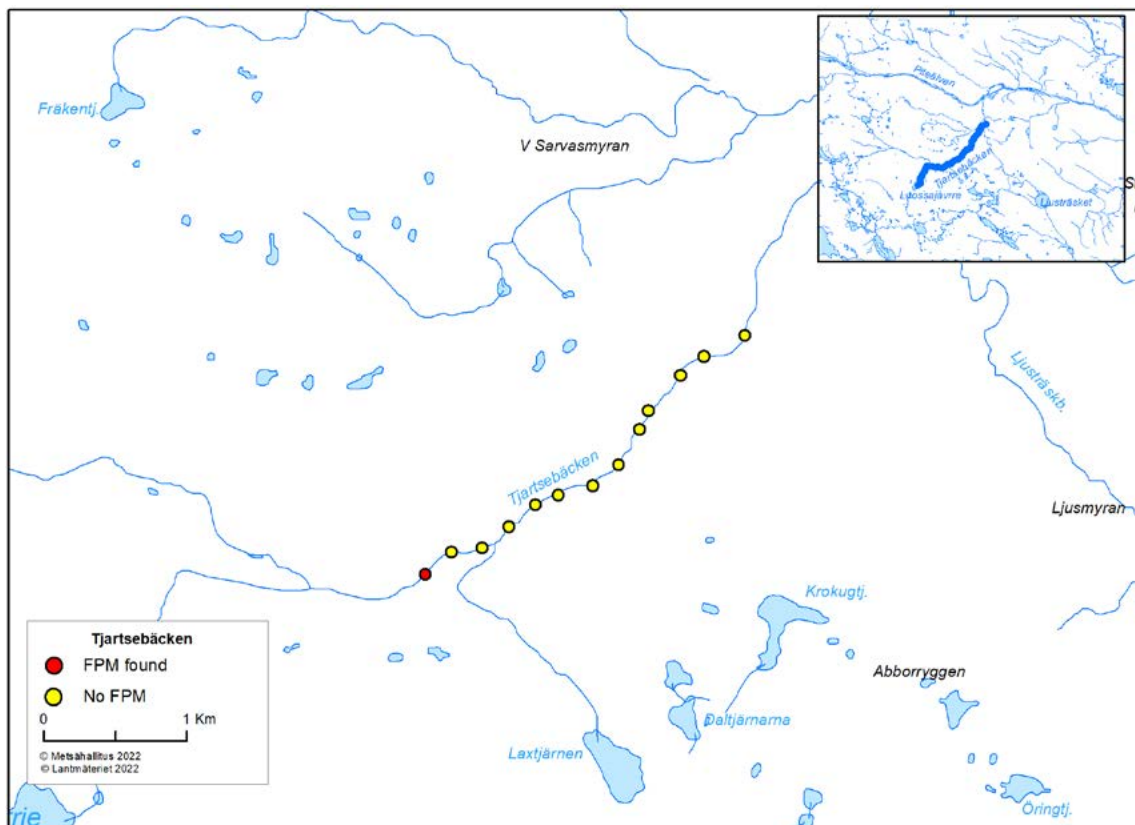 Fräkentj.
V Sarvasmyran
Piteälven
Tjartsebäcken
Luossajavrre
Ljusträsket
Ljusträskb.
Tjartsebäcken
Ljusmyran
Krokugtj.
Abborryggen
Daltjärnarna
Laxtjärnen
Öringtj.
rie
Tjartsebäcken
FPM found
No FPM
0 1 Km
© Metsähallitus 2022
© Lantmäteriet 2022